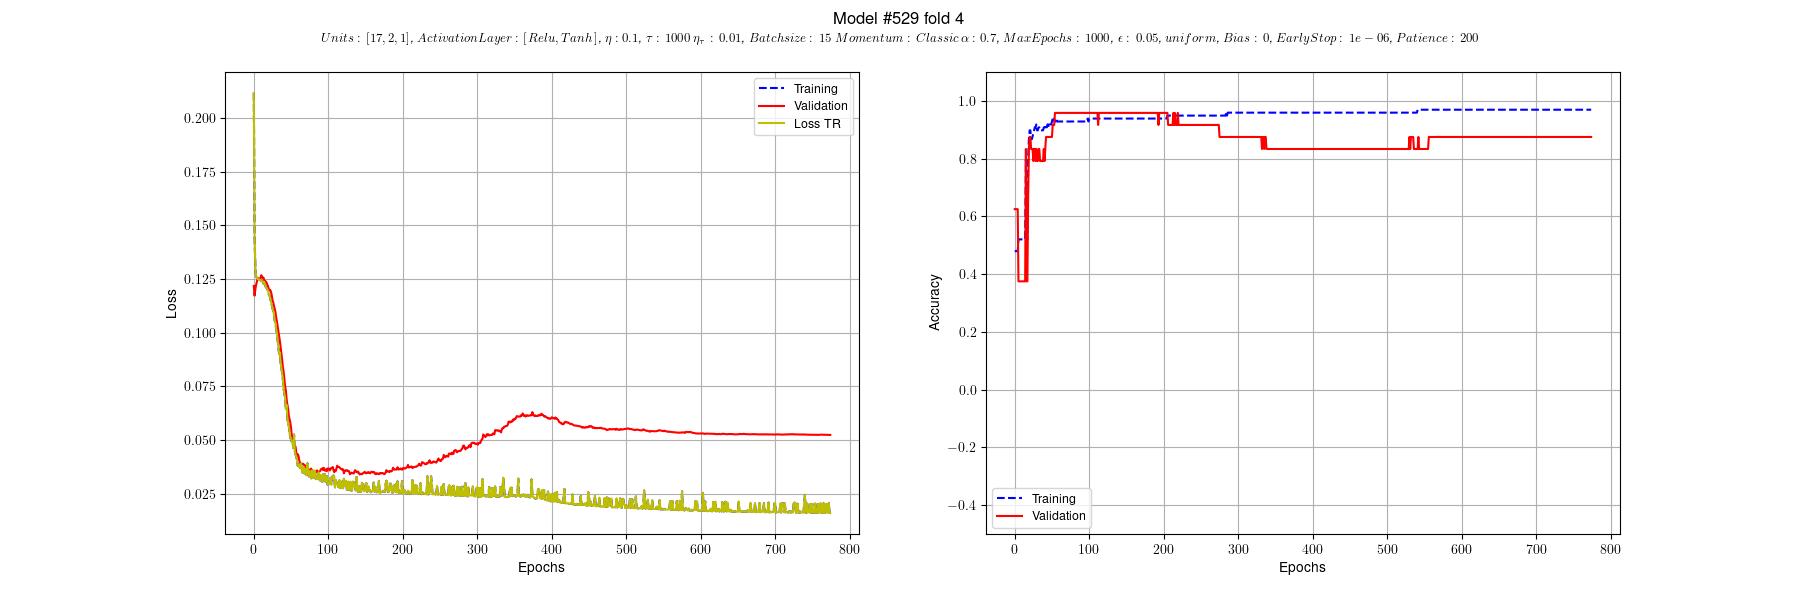 Model #529 fold 4
Units : [17, 2, 1], ActivationLayer : [Relu, Tanh], η : 0.1, τ : 1000 ητ : 0.01, Batchsize : 15 Momentum : Classic α : 0.7, MaxEpochs : 1000, ϵ : 0.05, uniform, Bias : 0, EarlyStop : 1e − 06, Patience : 200
Loss
0.200
0.175
0.150
0.125
0.100
0.075
0.050
0.025
0 100 200 300 400 500 600 700 800
Epochs
Training
Validation
Loss TR
Accuracy
1.0
0.8
0.6
0.4
0.2
0.0
−0.2
−0.4
0 100 200 300 400 500 600 700 800
Epochs
Training
Validation